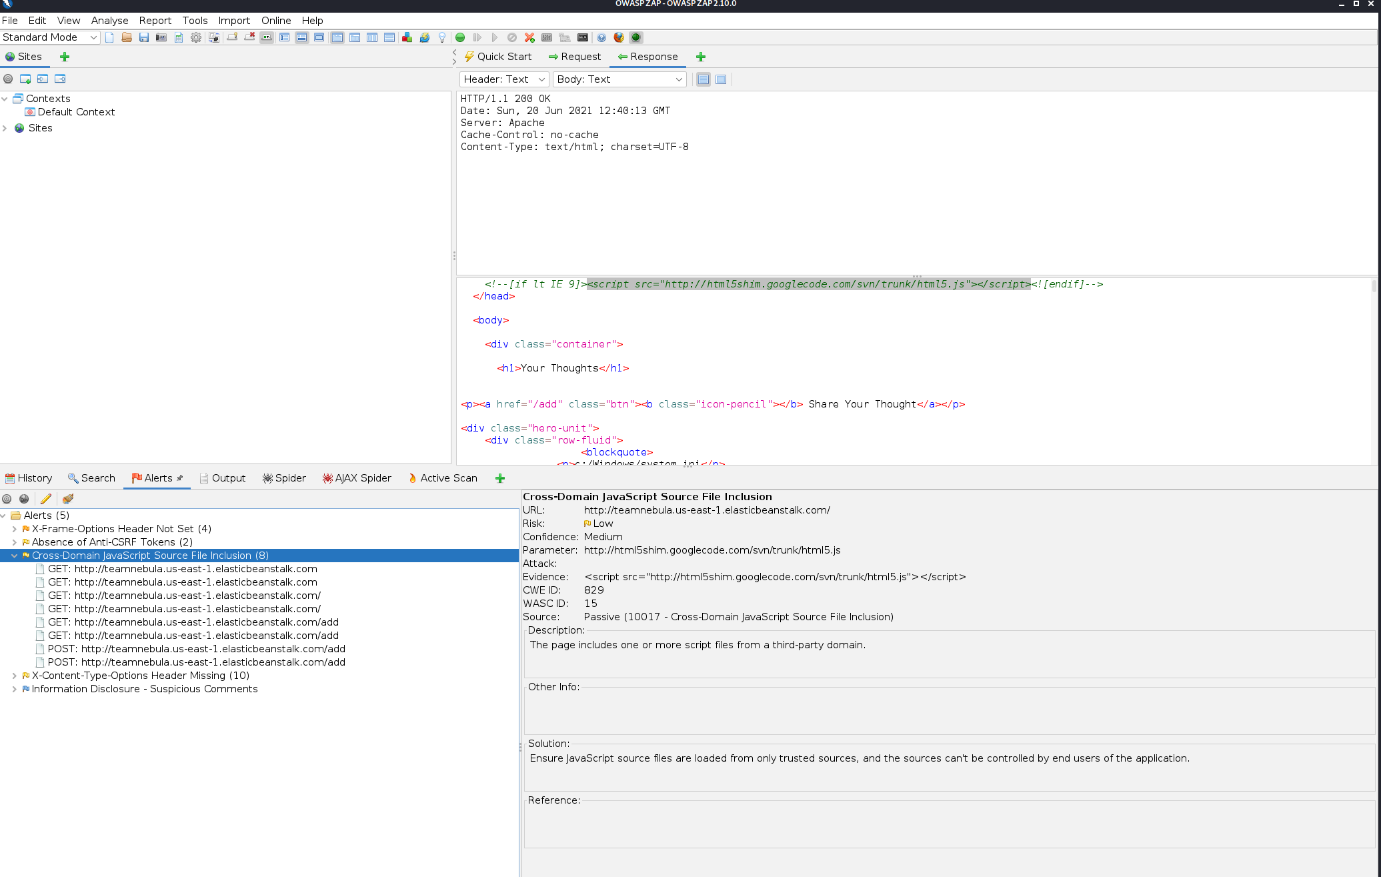 OWASP ZAP - OWASP ZAP 2.10.0
File Edit View Analyse Report Tools Import Online Help
Standard Mode
Sites
Quick Start Request Response
Header: Text Body: Text
Contexts
Default Context
Sites
HTTP/1.1 200 OK
Date: Sun, 20 Jun 2021 12:40:13 GMT
Server: Apache
Cache-Control: no-cache
Content-Type: text/html; charset=UTF-8
<!--[if lt IE 9]><script src="http://html5shim.googlecode.com/svn/trunk/html5.js"></script><![endif]-->
</head>
<body>
<div class="container">
<h1>Your Thoughts</h1>
<p><a href="/add" class="btn"><b class="icon-pencil"></b> Share Your Thought</a></p>
<div class="hero-unit">
<div class="row-fluid">
<blockquote>
<p>c:/Windows/system.ini</p>
History Search Alerts Output Spider AJAX Spider Active Scan
Alerts (5)
X-Frame-Options Header Not Set (4)
Absence of Anti-CSRF Tokens (2)
Cross-Domain JavaScript Source File Inclusion (8)
GET: http://teamnebula.us-east-1.elasticbeanstalk.com
GET: http://teamnebula.us-east-1.elasticbeanstalk.com
GET: http://teamnebula.us-east-1.elasticbeanstalk.com/
GET: http://teamnebula.us-east-1.elasticbeanstalk.com/
GET: http://teamnebula.us-east-1.elasticbeanstalk.com/add
GET: http://teamnebula.us-east-1.elasticbeanstalk.com/add
POST: http://teamnebula.us-east-1.elasticbeanstalk.com/add
POST: http://teamnebula.us-east-1.elasticbeanstalk.com/add
X-Content-Type-Options Header Missing (10)
Information Disclosure - Suspicious Comments
Cross-Domain JavaScript Source File Inclusion
URL: http://teamnebula.us-east-1.elasticbeanstalk.com/
Risk: Low
Confidence: Medium
Parameter: http://html5shim.googlecode.com/svn/trunk/html5.js
Attack:
Evidence: <script src="http://html5shim.googlecode.com/svn/trunk/html5.js"></script>
CWE ID: 829
WASC ID: 15
Source: Passive (10017 - Cross-Domain JavaScript Source File Inclusion)
Description:
The page includes one or more script files from a third-party domain.
Other Info:
Solution:
Ensure JavaScript source files are loaded from only trusted sources, and the sources can't be controlled by end users of the application.
Reference: